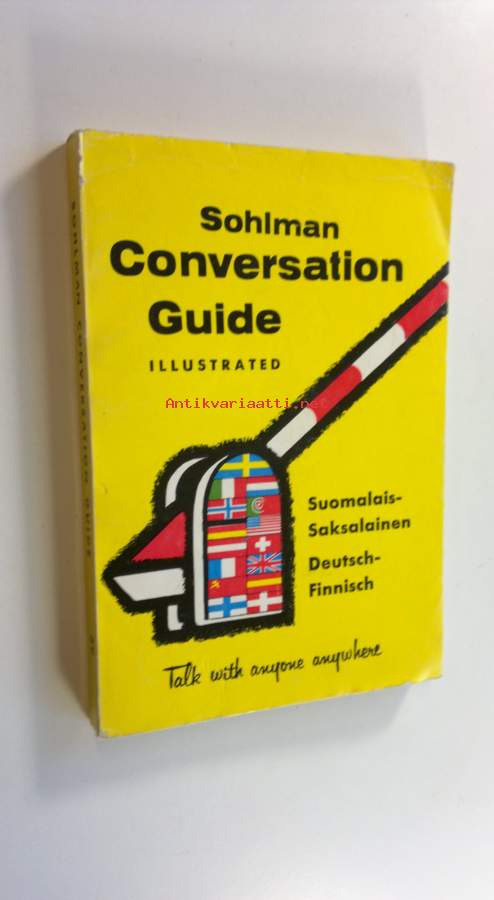 Sohlman
Conversation
Guide
ILLUSTRATED
Antikvariaatti.net
Suomalais-
Saksalainen
Deutsch-
Finnisch
Talk with anyone anywhere
SOHLMAN CONVERSATION GUIDE